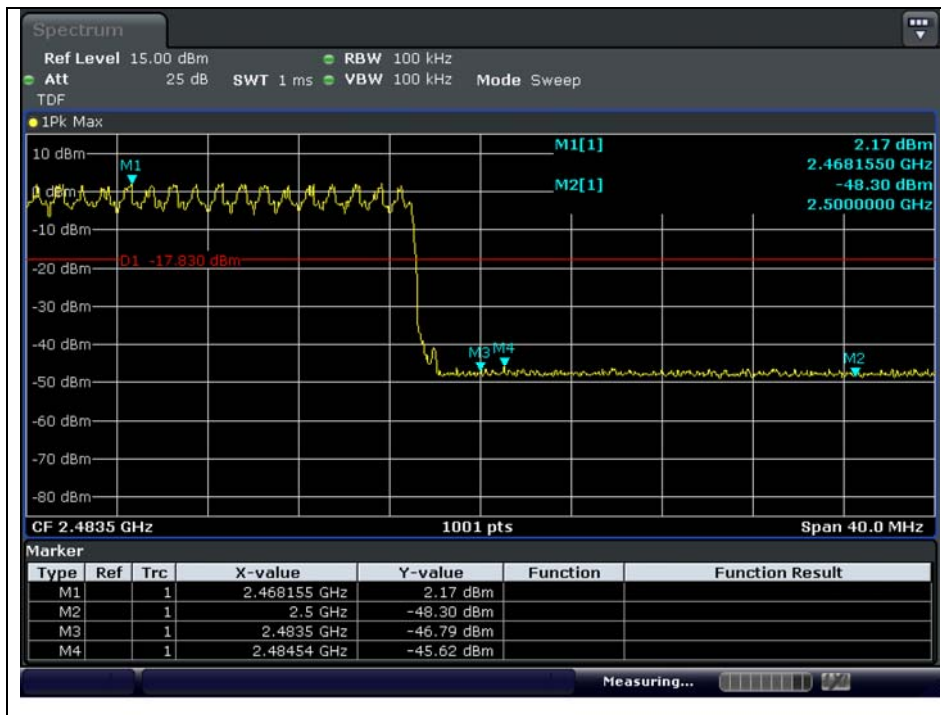 Spectrum
Ref Level 15.00 dBm RBW 100 kHz
Att 25 dB SWT 1 ms VBW 100 kHz Mode Sweep
TDF
1Pk Max
M1[1] 2.17 dBm
2.4681550 GHz
M2[1] -48.30 dBm
2.5000000 GHz
10 dBm
M1
0 dBm
-10 dBm
D1 -17.830 dBm
-20 dBm
-30 dBm
-40 dBm
M3 M4 M2
-50 dBm
-60 dBm
-70 dBm
-80 dBm
CF 2.4835 GHz 1001 pts Span 40.0 MHz
Marker
Type Ref Trc X-value Y-value Function Function Result
M1 1 2.468155 GHz 2.17 dBm
M2 1 2.5 GHz -48.30 dBm
M3 1 2.4835 GHz -46.79 dBm
M4 1 2.48454 GHz -45.62 dBm
Measuring...